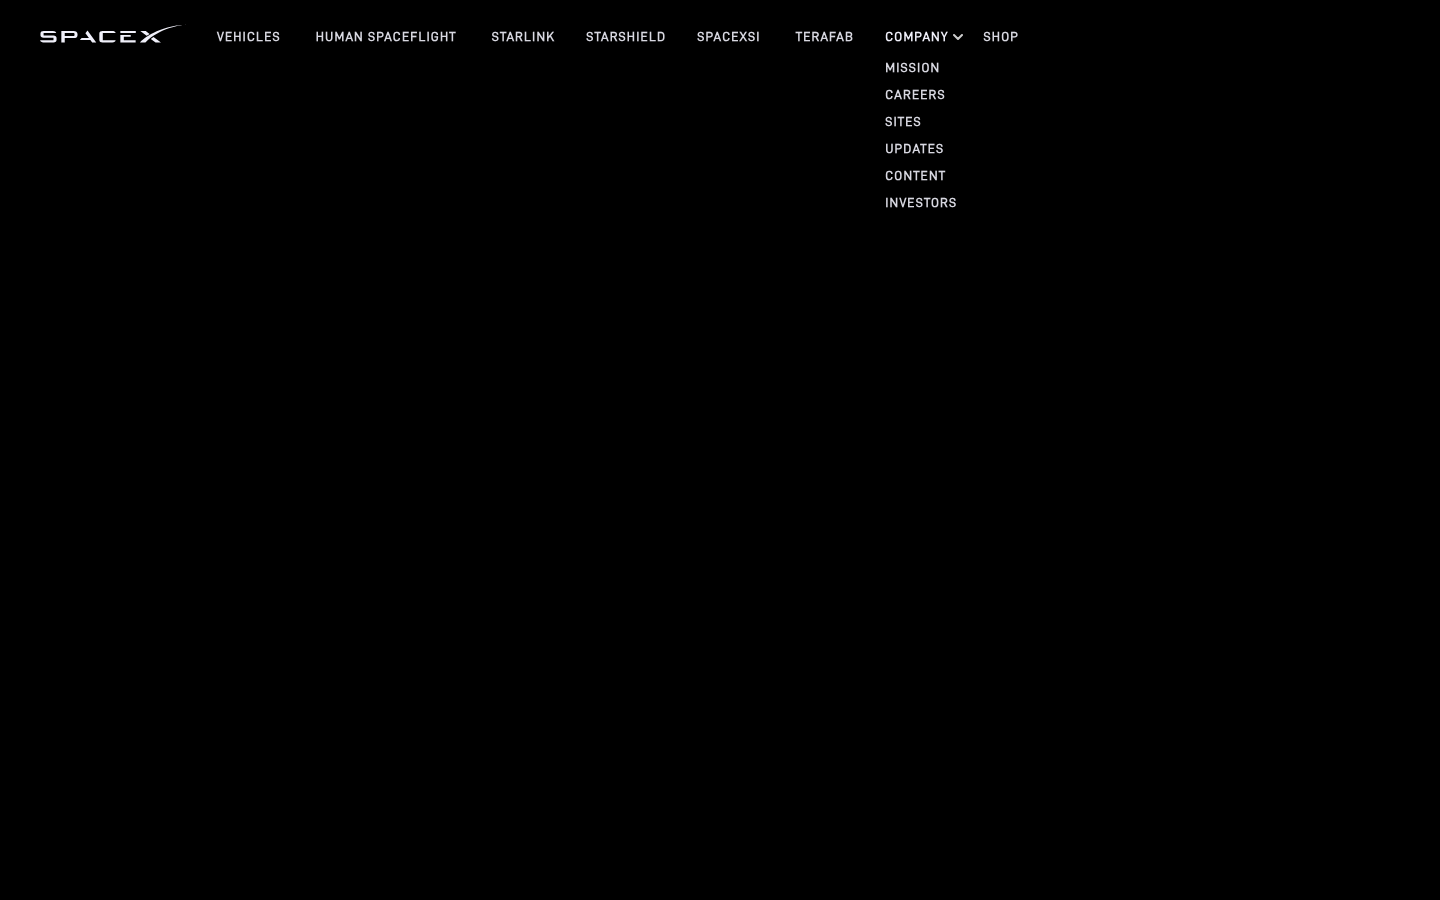 SPACEX VEHICLES HUMAN SPACEFLIGHT STARLINK STARSHIELD SPACEXSI TERAFAB COMPANY SHOP
MISSION
CAREERS
SITES
UPDATES
CONTENT
INVESTORS